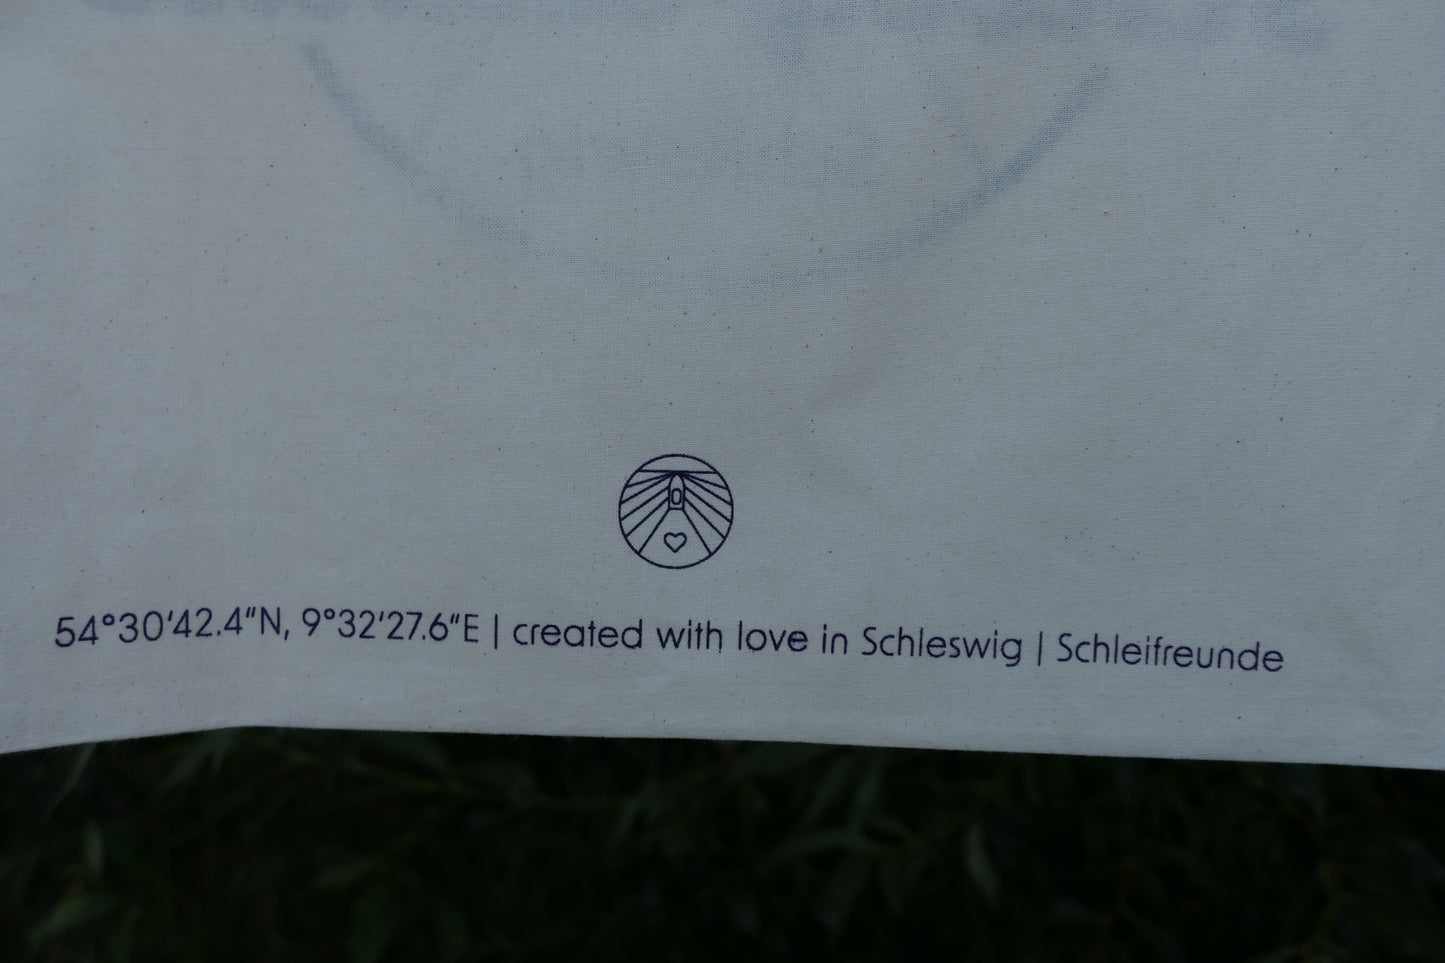 54°30'42.4"N, 9°32'27.6"E | created with love in Schleswig | Schleifreunde